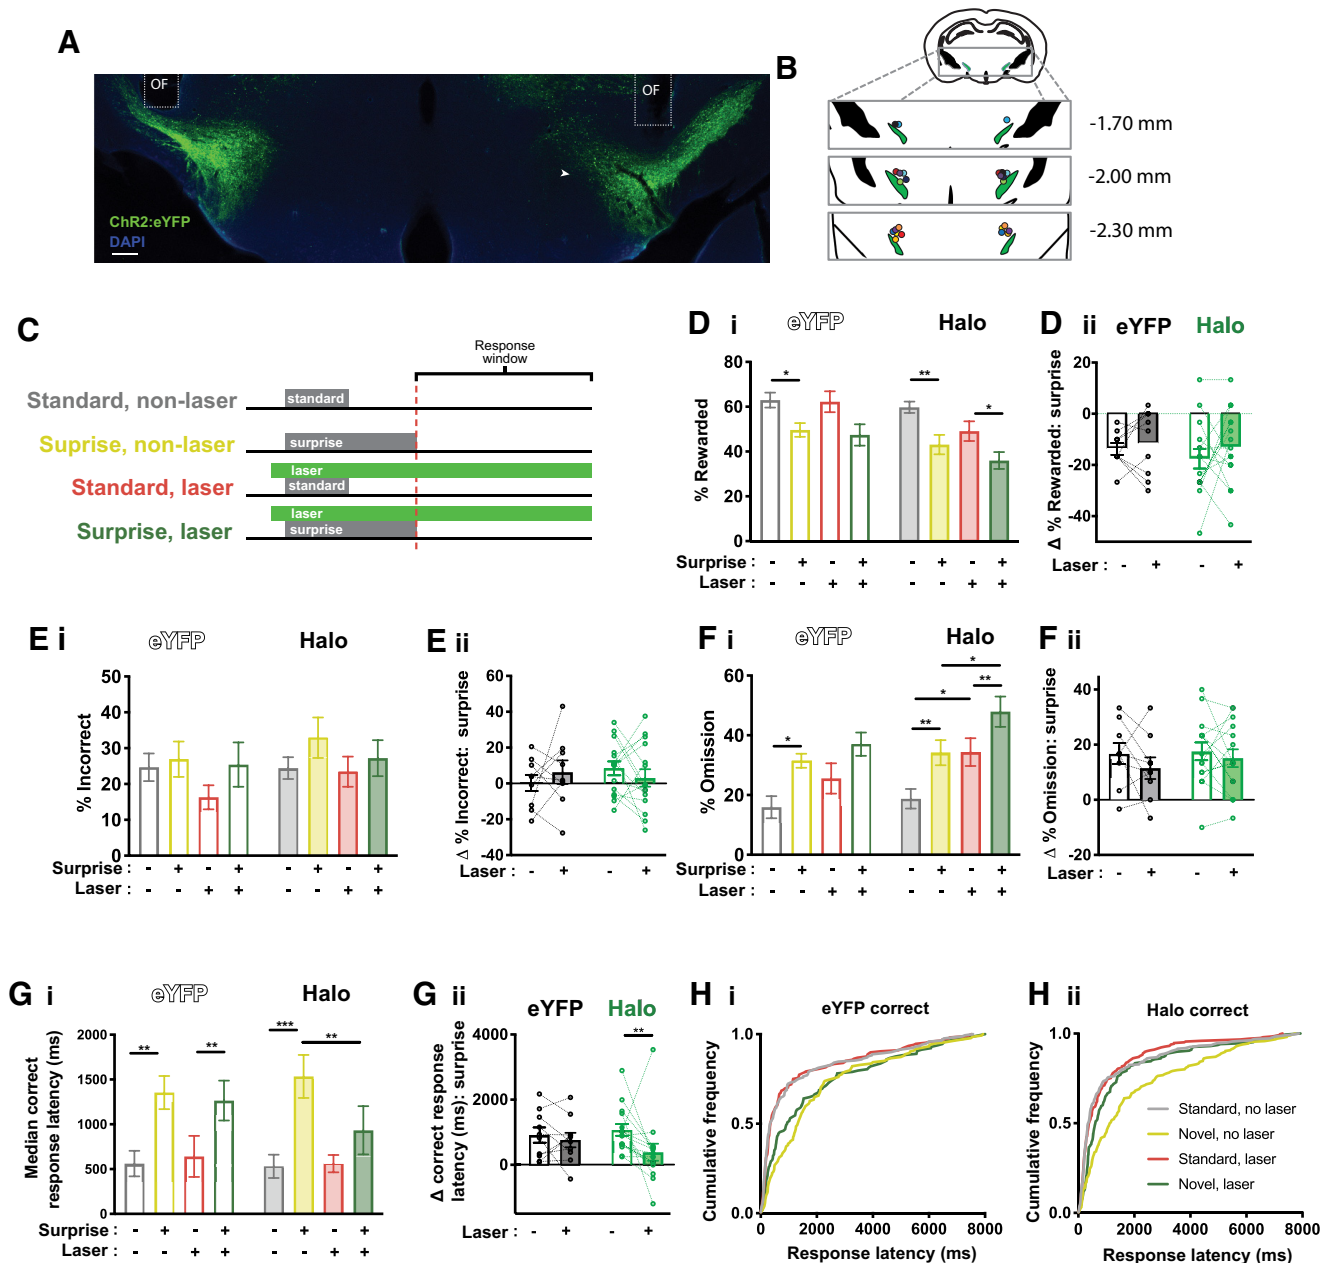 A
OF
OF
ChR2:eYFP
DAPI
B
-1.70 mm
-2.00 mm
-2.30 mm
C
Response
window
Standard, non-laser
standard
Suprise, non-laser
surprise
laser
Standard, laser
standard
laser
Surprise, laser
surprise
D i
eYFP
Halo
80
60
40
20
0
% Rewarded
*
**
*
Surprise : - + - + - + - +
Laser : - - + + - - + +
D ii
eYFP
Halo
20
0
-20
-40
Δ % Rewarded: surprise
Laser : - + - +
E i
eYFP
Halo
50
40
30
20
10
0
% Incorrect
Surprise : - + - + - + - +
Laser : - - + + - - + +
E ii
60
40
20
0
-20
-40
Δ % Incorrect: surprise
Laser : - + - +
F i
eYFP
Halo
60
40
20
0
% Omission
*
**
*
**
*
Surprise : - + - + - + - +
Laser : - - + + - - + +
F ii
40
20
0
-20
Δ % Omission: surprise
Laser : - + - +
G i
eYFP
Halo
2000
1500
1000
500
0
Median correct
response latency (ms)
**
**
***
**
Surprise : - + - + - + - +
Laser : - - + + - - + +
G ii
eYFP
Halo
4000
2000
0
Δ correct response
latency (ms): surprise
**
Laser : - + - +
H i
eYFP correct
1.0
0.5
0.0
Cumulative frequency
0 2000 4000 6000 8000
Response latency (ms)
H ii
Halo correct
1.0
0.5
0.0
Cumulative frequency
Standard, no laser
Novel, no laser
Standard, laser
Novel, laser
0 2000 4000 6000 8000
Response latency (ms)